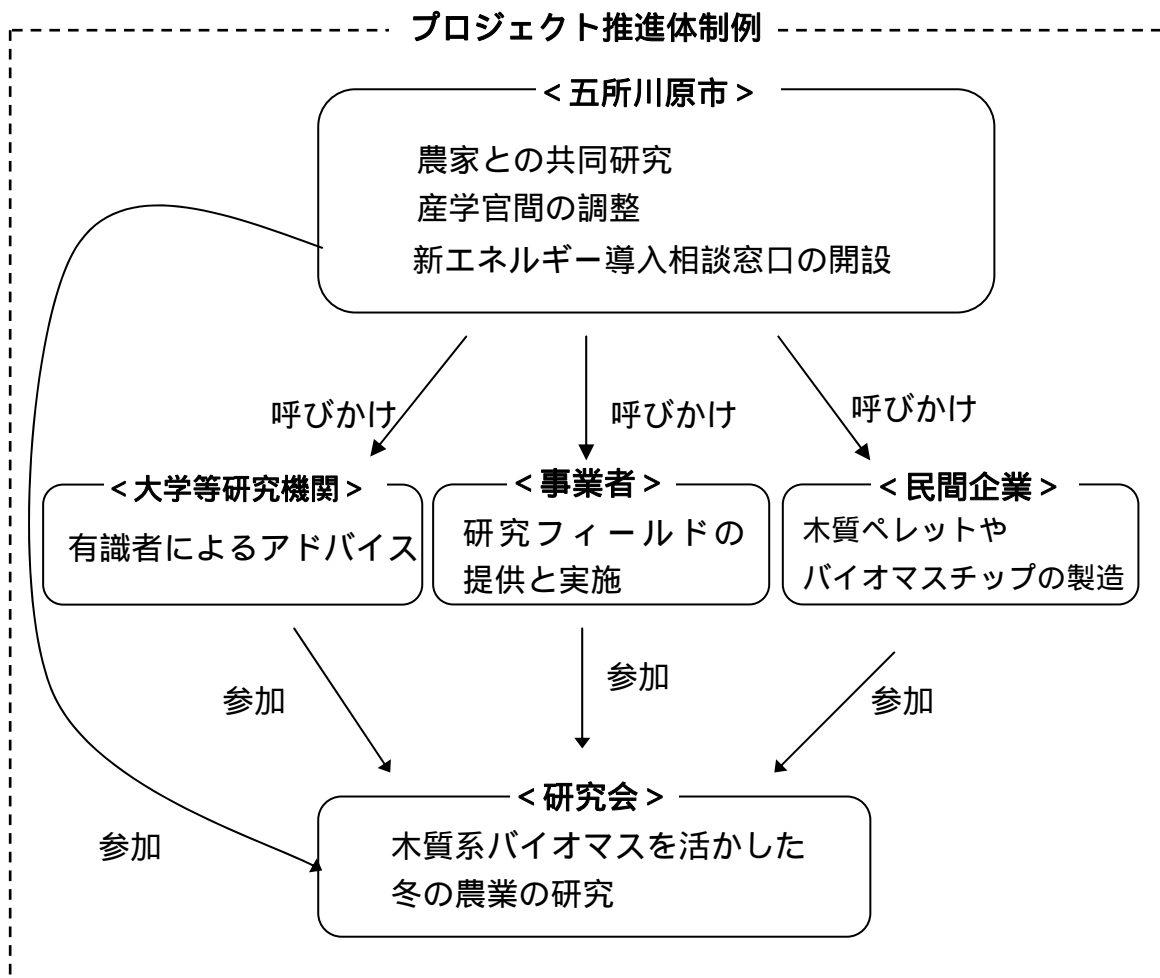 プロジェクト推進体制例
<五所川原市>
農家との共同研究
産学官間の調整
新エネルギー導入相談窓口の開設
呼びかけ
呼びかけ
呼びかけ
<大学等研究機関>
有識者によるアドバイス
<事業者>
研究フィールドの
提供と実施
<民間企業>
木質ペレットや
バイオマスチップの製造
参加
参加
参加
参加
<研究会>
木質系バイオマスを活かした
冬の農業の研究